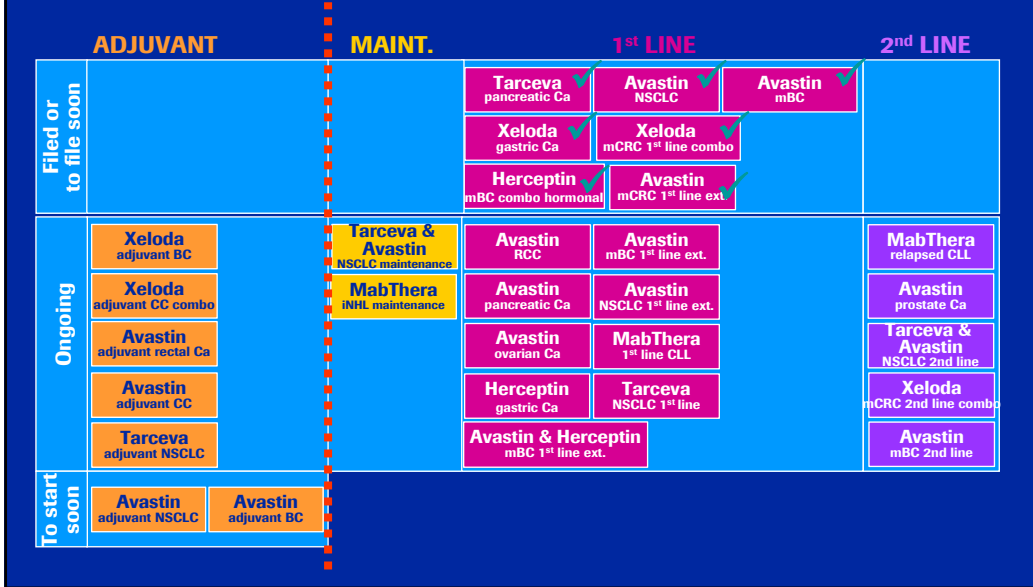 ADJUVANT
MAINT.
1st LINE
2nd LINE
Filed or
to file soon
Tarceva
pancreatic Ca
Avastin
NSCLC
Avastin
mBC
Xeloda
gastric Ca
Xeloda
mCRC 1st line combo
Herceptin
mBC combo hormonal
Avastin
mCRC 1st line ext.
Ongoing
Xeloda
adjuvant BC
Tarceva &
Avastin
NSCLC maintenance
Avastin
RCC
Avastin
mBC 1st line ext.
MabThera
relapsed CLL
Xeloda
adjuvant CC combo
MabThera
iNHL maintenance
Avastin
pancreatic Ca
Avastin
NSCLC 1st line ext.
Avastin
prostate Ca
Avastin
adjuvant rectal Ca
Avastin
ovarian Ca
MabThera
1st line CLL
Tarceva &
Avastin
NSCLC 2nd line
Avastin
adjuvant CC
Herceptin
gastric Ca
Tarceva
NSCLC 1st line
Xeloda
mCRC 2nd line combo
Tarceva
adjuvant NSCLC
Avastin & Herceptin
mBC 1st line ext.
Avastin
mBC 2nd line
To start
soon
Avastin
adjuvant NSCLC
Avastin
adjuvant BC